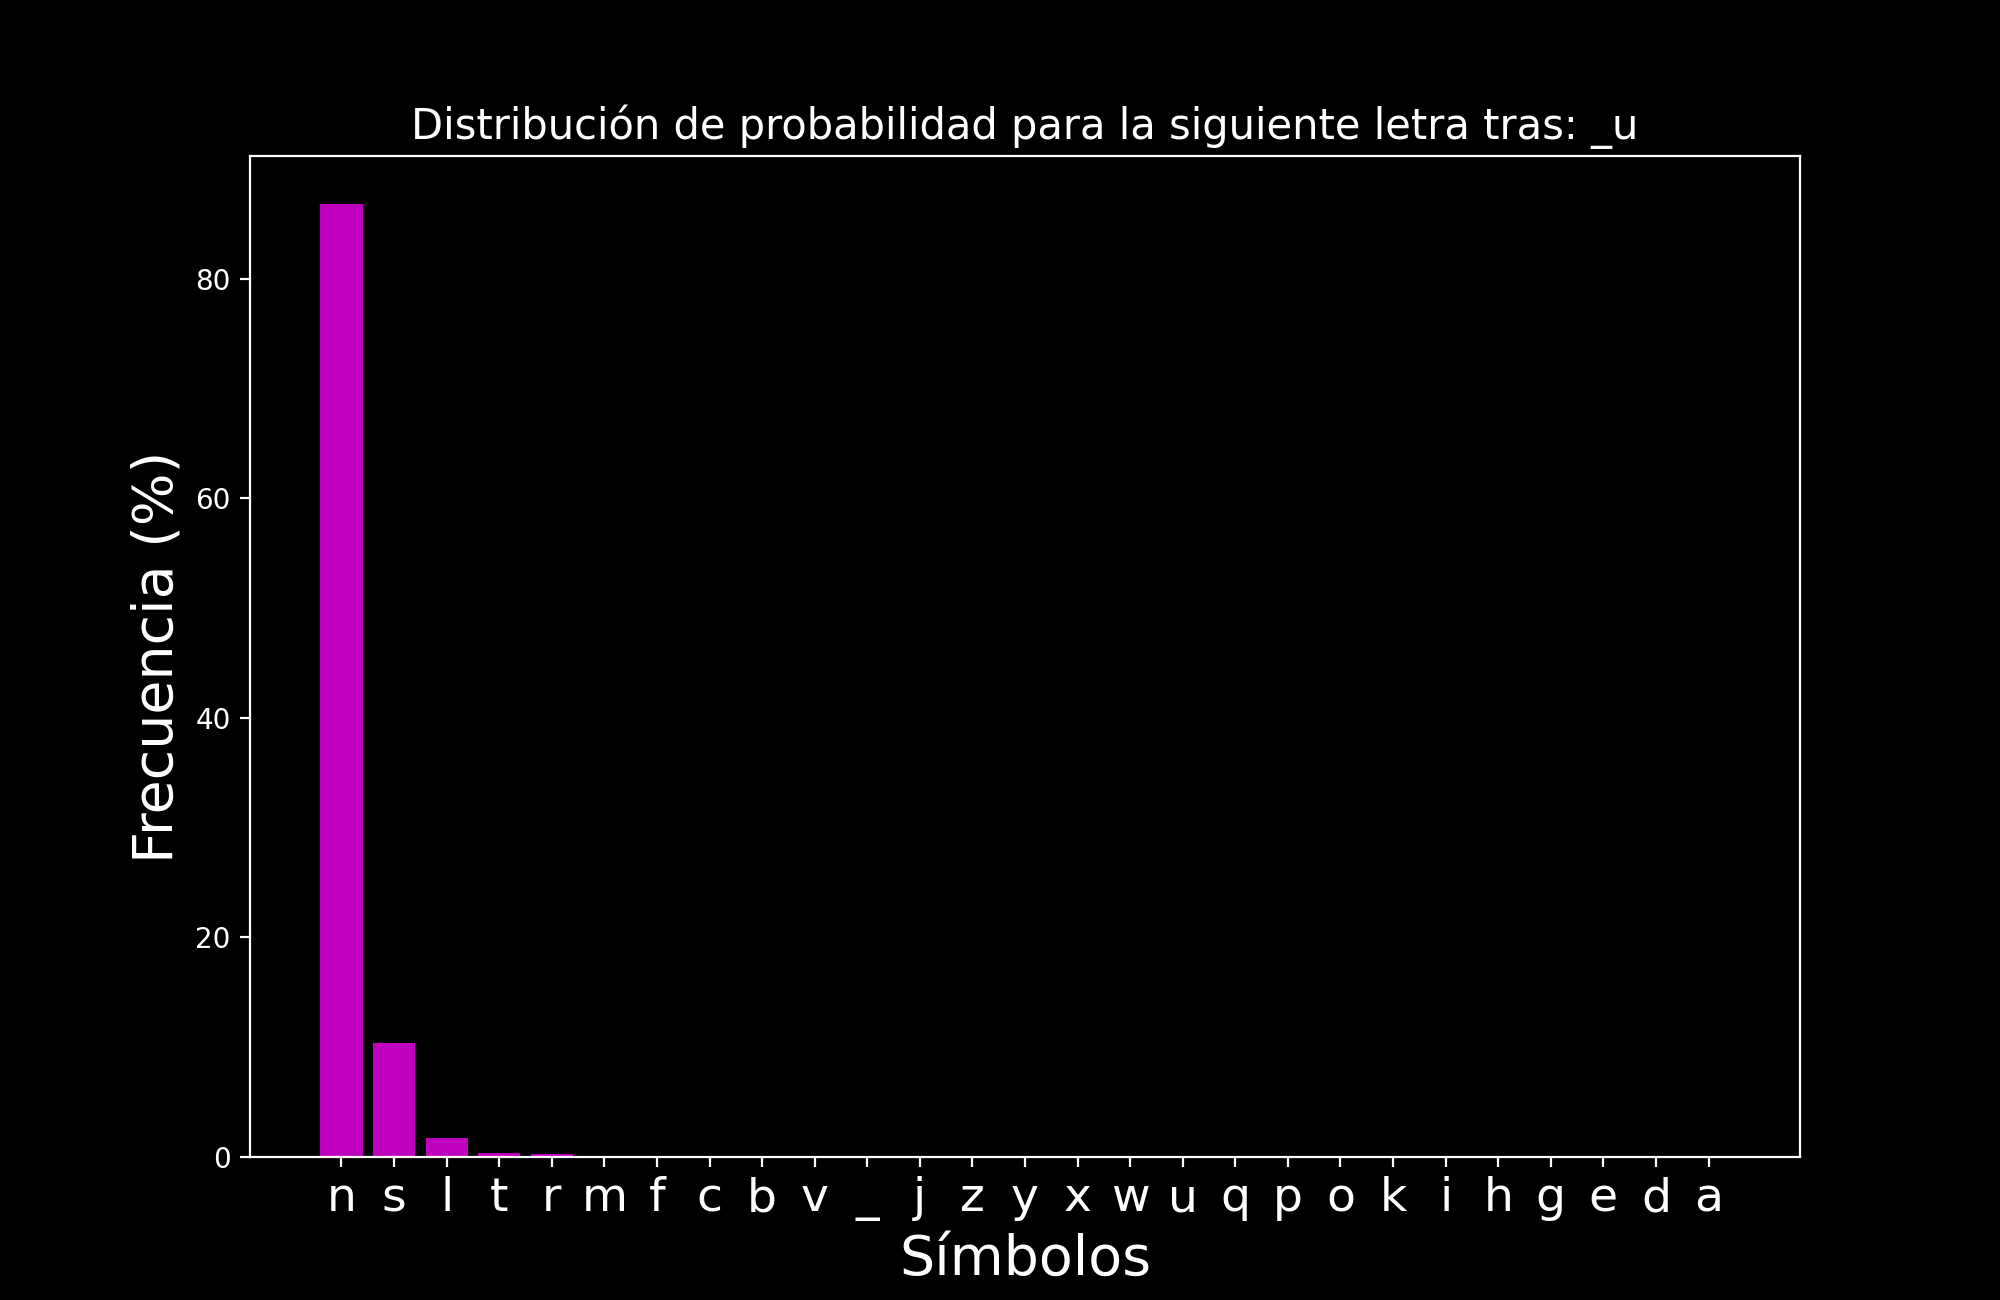 Distribución de probabilidad para la siguiente letra tras: _u
Frecuencia (%)
80
60
40
20
0
n s l t r m f c b v _ j z y x w u q p o k i h g e d a
Símbolos